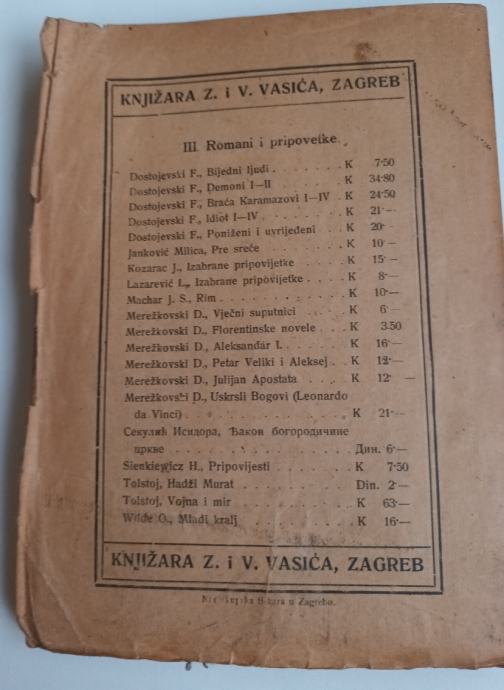 KNJIŽARA Z. i V. VASIĆA, ZAGREB
III. Romani i pripovetke.
Dostojevski F., Bijedni ljudi . . . . . . . K 7·50
Dostojevski F., Demoni I—II . . . . . . . K 34·80
Dostojevski F., Braća Karamazovi I—IV . K 24·50
Dostojevski F., Idiot I—IV . . . . . . . K 21·—
Dostojevski F., Poniženi i uvrijeđeni . . . K 20·—
Janković Milica, Pre sreće . . . . . . . K 10·—
Kozarac J., Izabrane pripovijetke . . . . K 15·—
Lazarević L., Izabrane pripovijetke . . . . K 8·—
Machar J. S., Rim . . . . . . . . . . K 10·—
Merežkovski D., Vječni suputnici . . . . K 6·—
Merežkovski D., Florentinske novele . . . K 3.50
Merežkovski D., Aleksandar I. . . . . . . K 16·—
Merežkovski D., Petar Veliki i Aleksej . . K 12·—
Merežkovski D., Julijan Apostata . . . . K 12·—
Merežkovski D., Uskrsli Bogovi (Leonardo
da Vinci) . . . . . . . . . . . K 21·—
Секулић Исидора, Ђакон богородичине
цркве . . . . . . . . . . . Дин. 6·—
Sienkiewicz H., Pripovijesti . . . . . . K 7·50
Tolstoj, Hadži Murat . . . . . . . . Din. 2·—
Tolstoj, Vojna i mir . . . . . . . . K 63·—
Wilde O., Mladi kralj . . . . . . . . K 16·—
KNJIŽARA Z. i V. VASIĆA, ZAGREB
u Zagrebu.